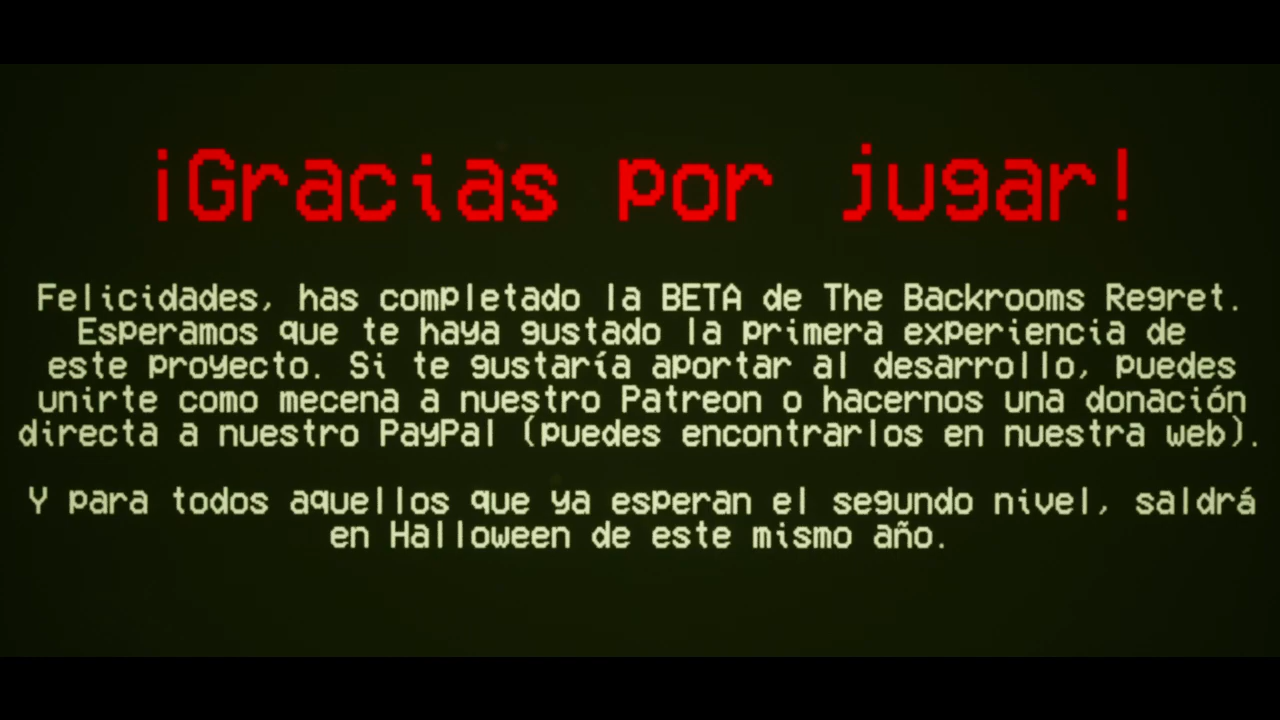 ¡Gracias por jugar!
Felicidades, has completado la BETA de The Backrooms Regret.
Esperamos que te haya gustado la primera experiencia de
este proyecto. Si te gustaría aportar al desarrollo, puedes
unirte como mecena a nuestro Patreon o hacernos una donación
directa a nuestro PayPal (puedes encontrarlos en nuestra web).
Y para todos aquellos que ya esperan el segundo nivel, saldrá
en Halloween de este mismo año.